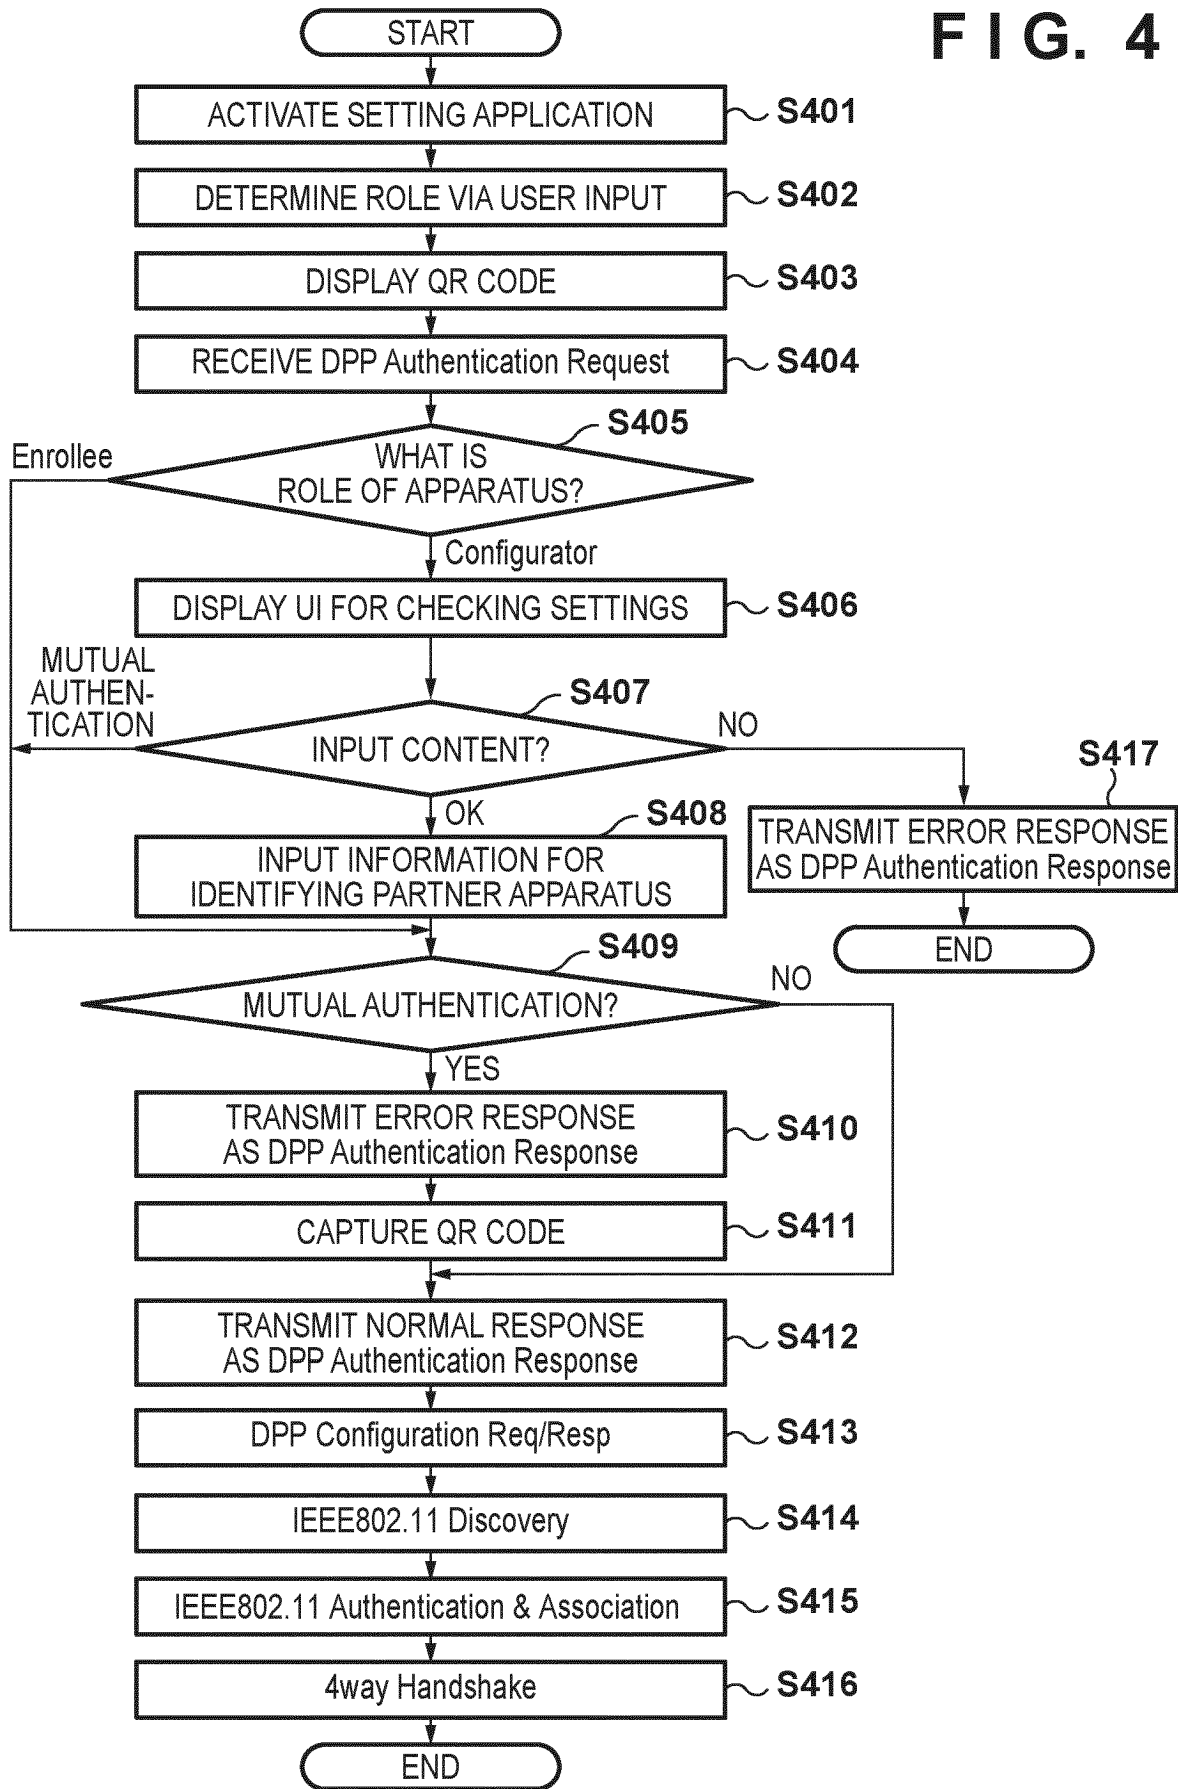 FIG. 4
START
ACTIVATE SETTING APPLICATION
S401
DETERMINE ROLE VIA USER INPUT
S402
DISPLAY QR CODE
S403
RECEIVE DPP Authentication Request
S404
S405
Enrollee
WHAT IS
ROLE OF APPARATUS?
Configurator
DISPLAY UI FOR CHECKING SETTINGS
S406
MUTUAL
AUTHEN-
TICATION
S407
INPUT CONTENT?
NO
S417
TRANSMIT ERROR RESPONSE
AS DPP Authentication Response
END
OK
S408
INPUT INFORMATION FOR
IDENTIFYING PARTNER APPARATUS
S409
MUTUAL AUTHENTICATION?
NO
YES
TRANSMIT ERROR RESPONSE
AS DPP Authentication Response
S410
CAPTURE QR CODE
S411
TRANSMIT NORMAL RESPONSE
AS DPP Authentication Response
S412
DPP Configuration Req/Resp
S413
IEEE802.11 Discovery
S414
IEEE802.11 Authentication & Association
S415
4way Handshake
S416
END